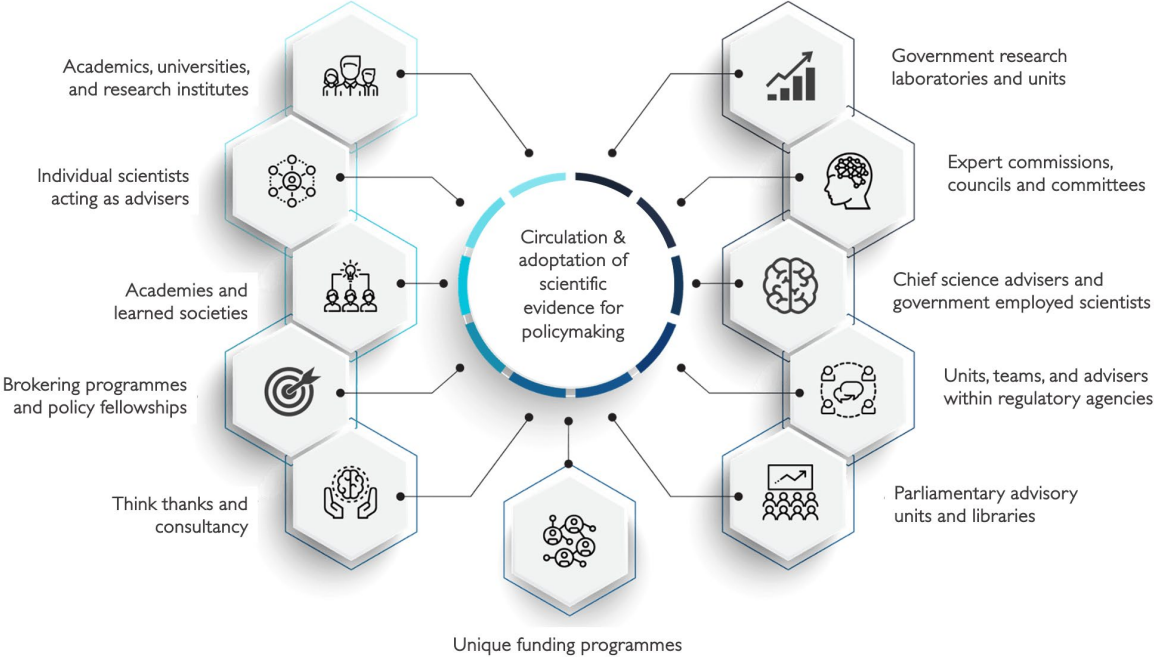 Academics, universities,
and research institutes
Individual scientists
acting as advisers
Academies and
learned societies
Brokering programmes
and policy fellowships
Think thanks and
consultancy
Circulation &
adoptation of
scientific
evidence for
policymaking
Government research
laboratories and units
Expert commissions,
councils and committees
Chief science advisers and
government employed scientists
Units, teams, and advisers
within regulatory agencies
Parliamentary advisory
units and libraries
Unique funding programmes